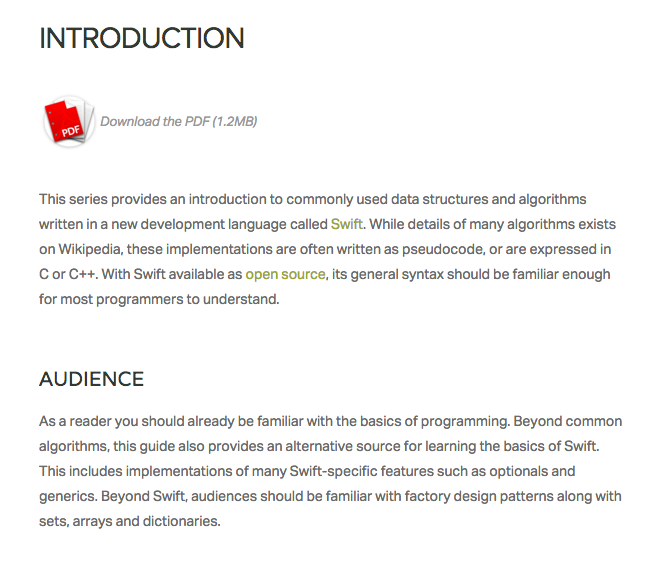 INTRODUCTION
PDF
Download the PDF (1.2MB)
This series provides an introduction to commonly used data structures and algorithms
written in a new development language called Swift. While details of many algorithms exists
on Wikipedia, these implementations are often written as pseudocode, or are expressed in
C or C++. With Swift available as open source, its general syntax should be familiar enough
for most programmers to understand.
AUDIENCE
As a reader you should already be familiar with the basics of programming. Beyond common
algorithms, this guide also provides an alternative source for learning the basics of Swift.
This includes implementations of many Swift-specific features such as optionals and
generics. Beyond Swift, audiences should be familiar with factory design patterns along with
sets, arrays and dictionaries.